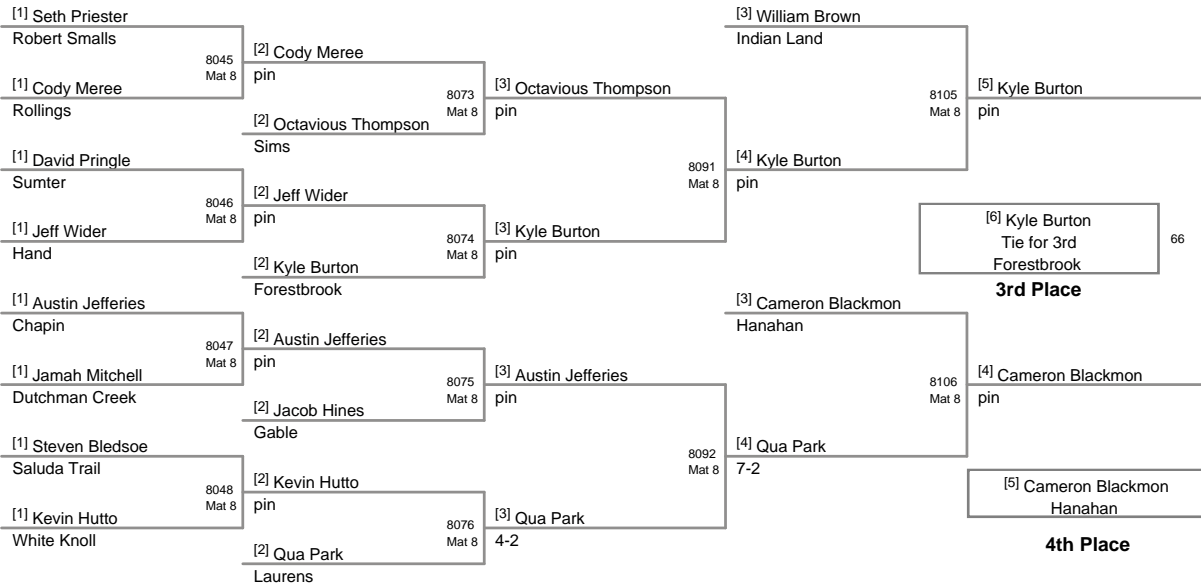 [1] Seth Priester
Robert Smalls
8045
Mat 8
[1] Cody Meree
Rollings
[1] David Pringle
Sumter
8046
Mat 8
[1] Jeff Wider
Hand
[1] Austin Jefferies
Chapin
8047
Mat 8
[1] Jamah Mitchell
Dutchman Creek
[1] Steven Bledsoe
Saluda Trail
8048
Mat 8
[1] Kevin Hutto
White Knoll
[2] Cody Meree
pin
8073
Mat 8
[2] Octavious Thompson
Sims
[2] Jeff Wider
pin
8074
Mat 8
[2] Kyle Burton
Forestbrook
[2] Austin Jefferies
pin
8075
Mat 8
[2] Jacob Hines
Gable
[2] Kevin Hutto
pin
8076
Mat 8
[2] Qua Park
Laurens
[3] Octavious Thompson
pin
8091
Mat 8
[3] Kyle Burton
pin
[3] Austin Jefferies
pin
8092
Mat 8
[3] Qua Park
4-2
[3] William Brown
Indian Land
8105
Mat 8
[4] Kyle Burton
pin
[3] Cameron Blackmon
Hanahan
8106
Mat 8
[4] Qua Park
7-2
[5] Kyle Burton
pin
[6] Kyle Burton
Tie for 3rd
Forestbrook
66
3rd Place
[4] Cameron Blackmon
pin
[5] Cameron Blackmon
Hanahan
4th Place